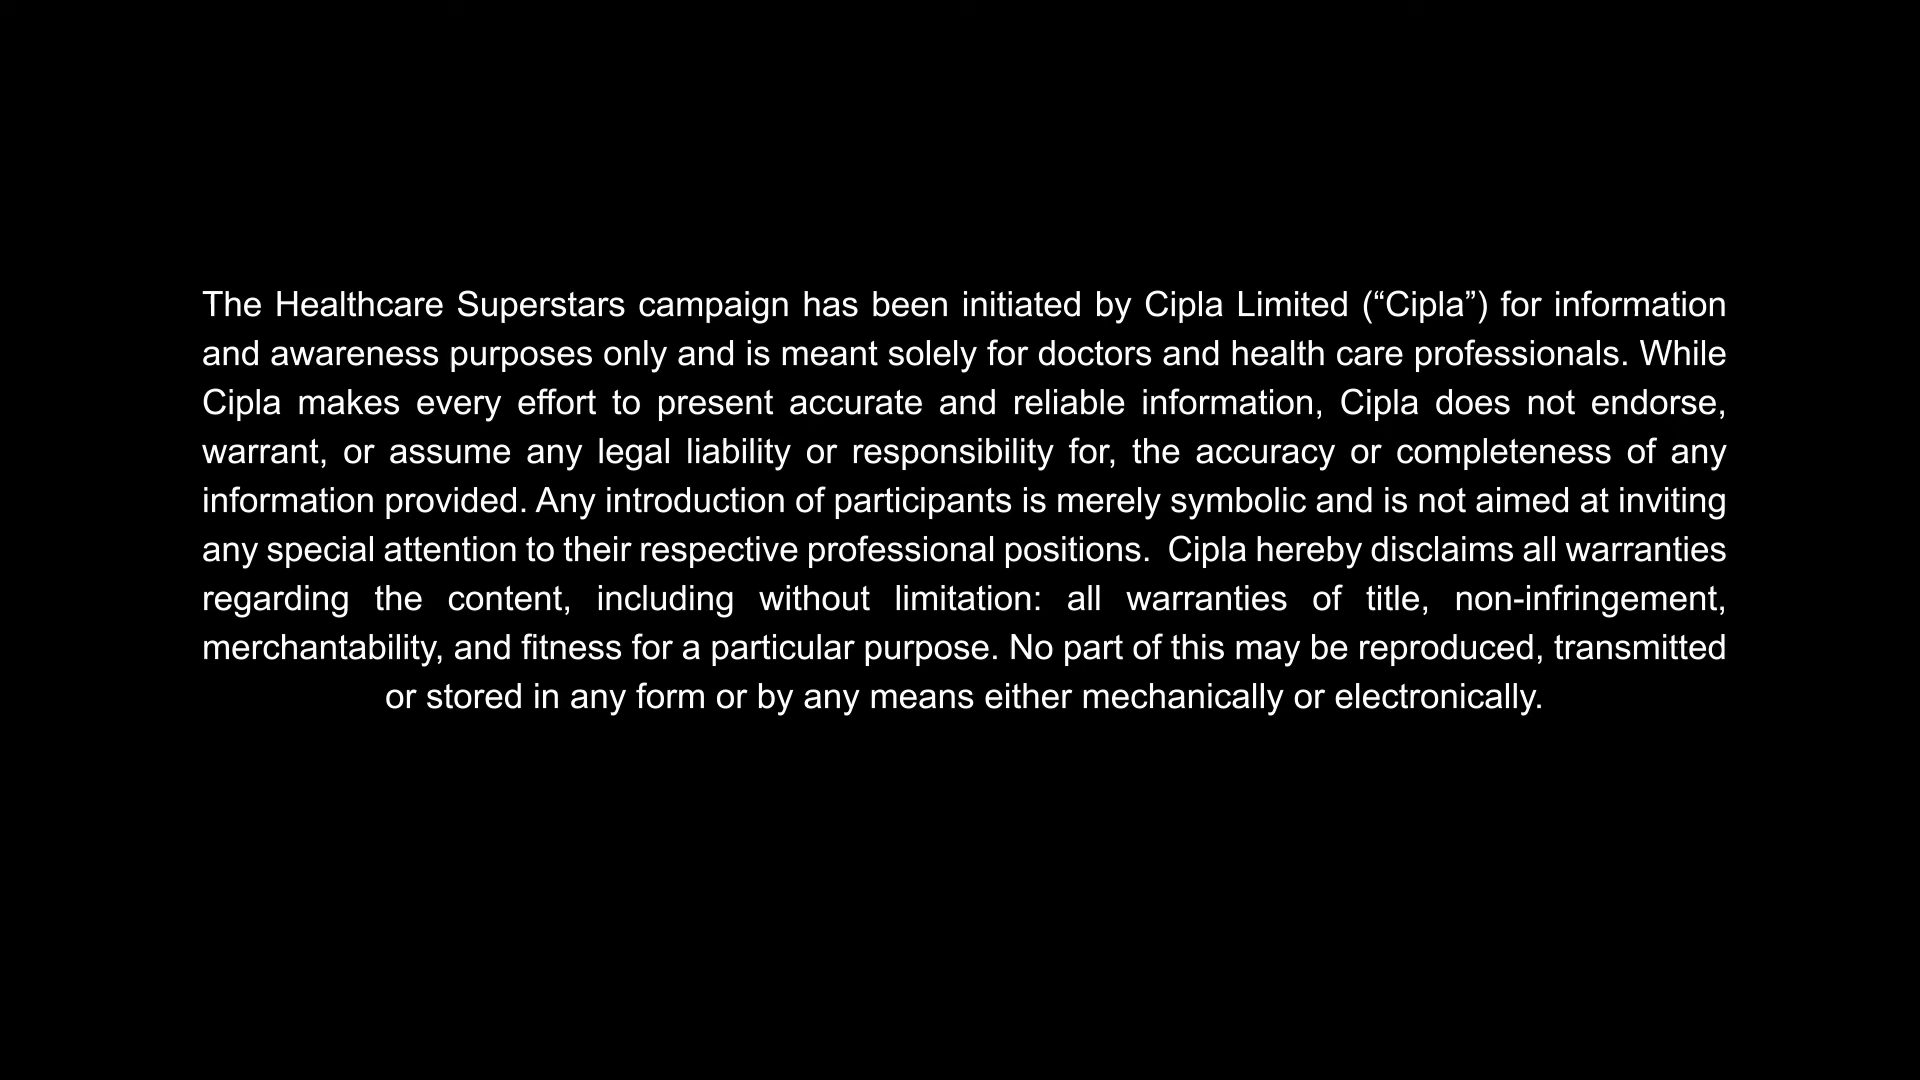 The Healthcare Superstars campaign has been initiated by Cipla Limited (“Cipla”) for information
and awareness purposes only and is meant solely for doctors and health care professionals. While
Cipla makes every effort to present accurate and reliable information, Cipla does not endorse,
warrant, or assume any legal liability or responsibility for, the accuracy or completeness of any
information provided. Any introduction of participants is merely symbolic and is not aimed at inviting
any special attention to their respective professional positions.  Cipla hereby disclaims all warranties
regarding the content, including without limitation: all warranties of title, non-infringement,
merchantability, and fitness for a particular purpose. No part of this may be reproduced, transmitted
or stored in any form or by any means either mechanically or electronically.